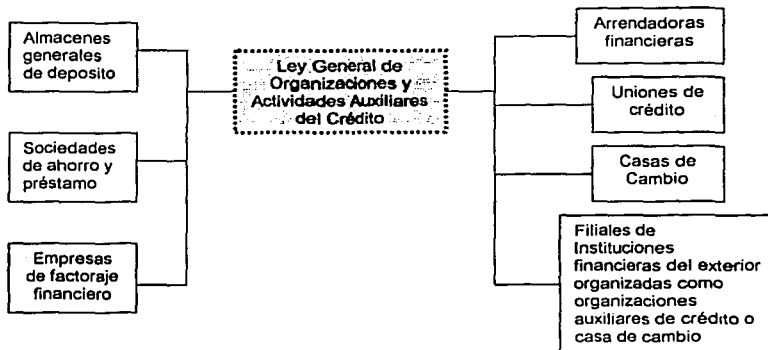 Almacenes
generales
de deposito
Sociedades
de ahorro y
préstamo
Empresas
de factoraje
financiero
Ley General de
Organizaciones y
Actividades Auxiliares
del Crédito
Arrendadoras
financieras
Uniones de
crédito
Casas de
Cambio
Filiales de
Instituciones
financieras del exterior
organizadas como
organizaciones
auxiliares de crédito o
casa de cambio